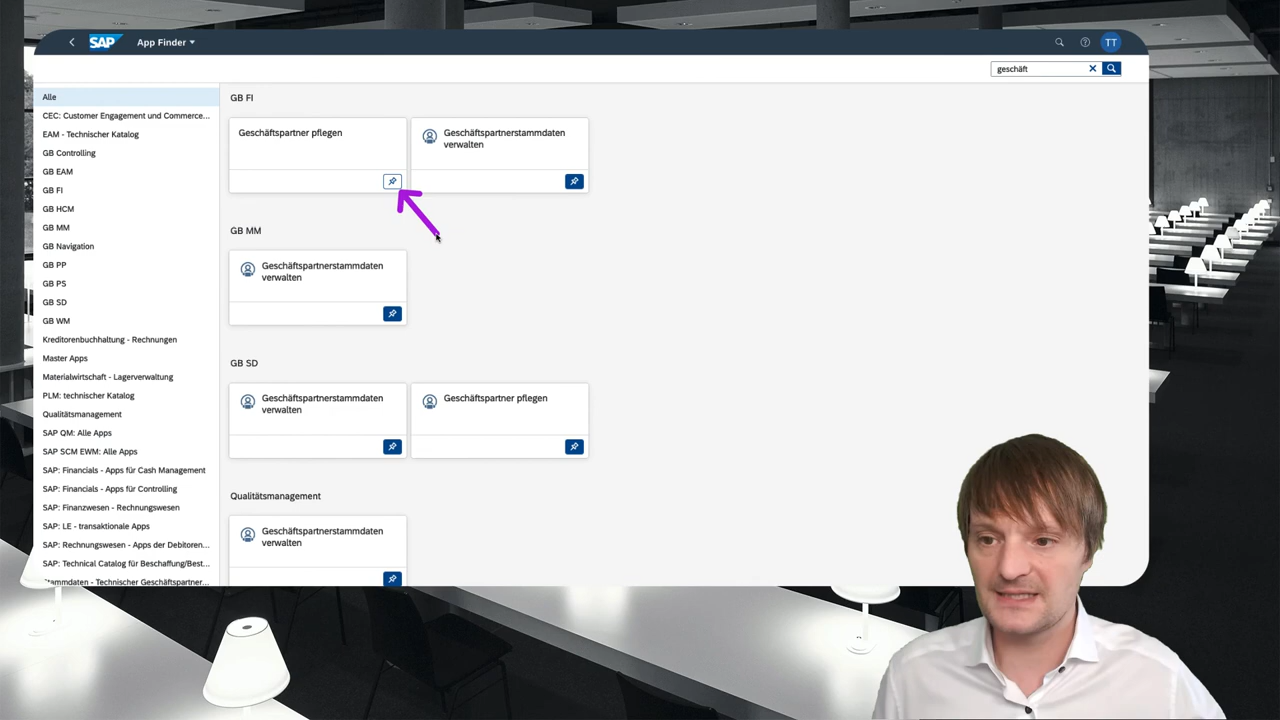 SAP
App Finder
TT
geschäft
Alle
CEC: Customer Engagement und Commerce...
EAM - Technischer Katalog
GB Controlling
GB EAM
GB FI
GB HCM
GB MM
GB Navigation
GB PP
GB PS
GB SD
GB WM
Kreditorenbuchhaltung - Rechnungen
Master Apps
Materialwirtschaft - Lagerverwaltung
PLM: technischer Katalog
Qualitätsmanagement
SAP QM: Alle Apps
SAP SCM EWM: Alle Apps
SAP: Financials - Apps für Cash Management
SAP: Financials - Apps für Controlling
SAP: Finanzwesen - Rechnungswesen
SAP: LE - transaktionale Apps
SAP: Rechnungswesen - Apps der Debitoren...
SAP: Technical Catalog für Beschaffung/Best...
Stammdaten - Technischer Geschäftspartner...
GB FI
Geschäftspartner pflegen
Geschäftspartnerstammdaten
verwalten
GB MM
Geschäftspartnerstammdaten
verwalten
GB SD
Geschäftspartnerstammdaten
verwalten
Geschäftspartner pflegen
Qualitätsmanagement
Geschäftspartnerstammdaten
verwalten